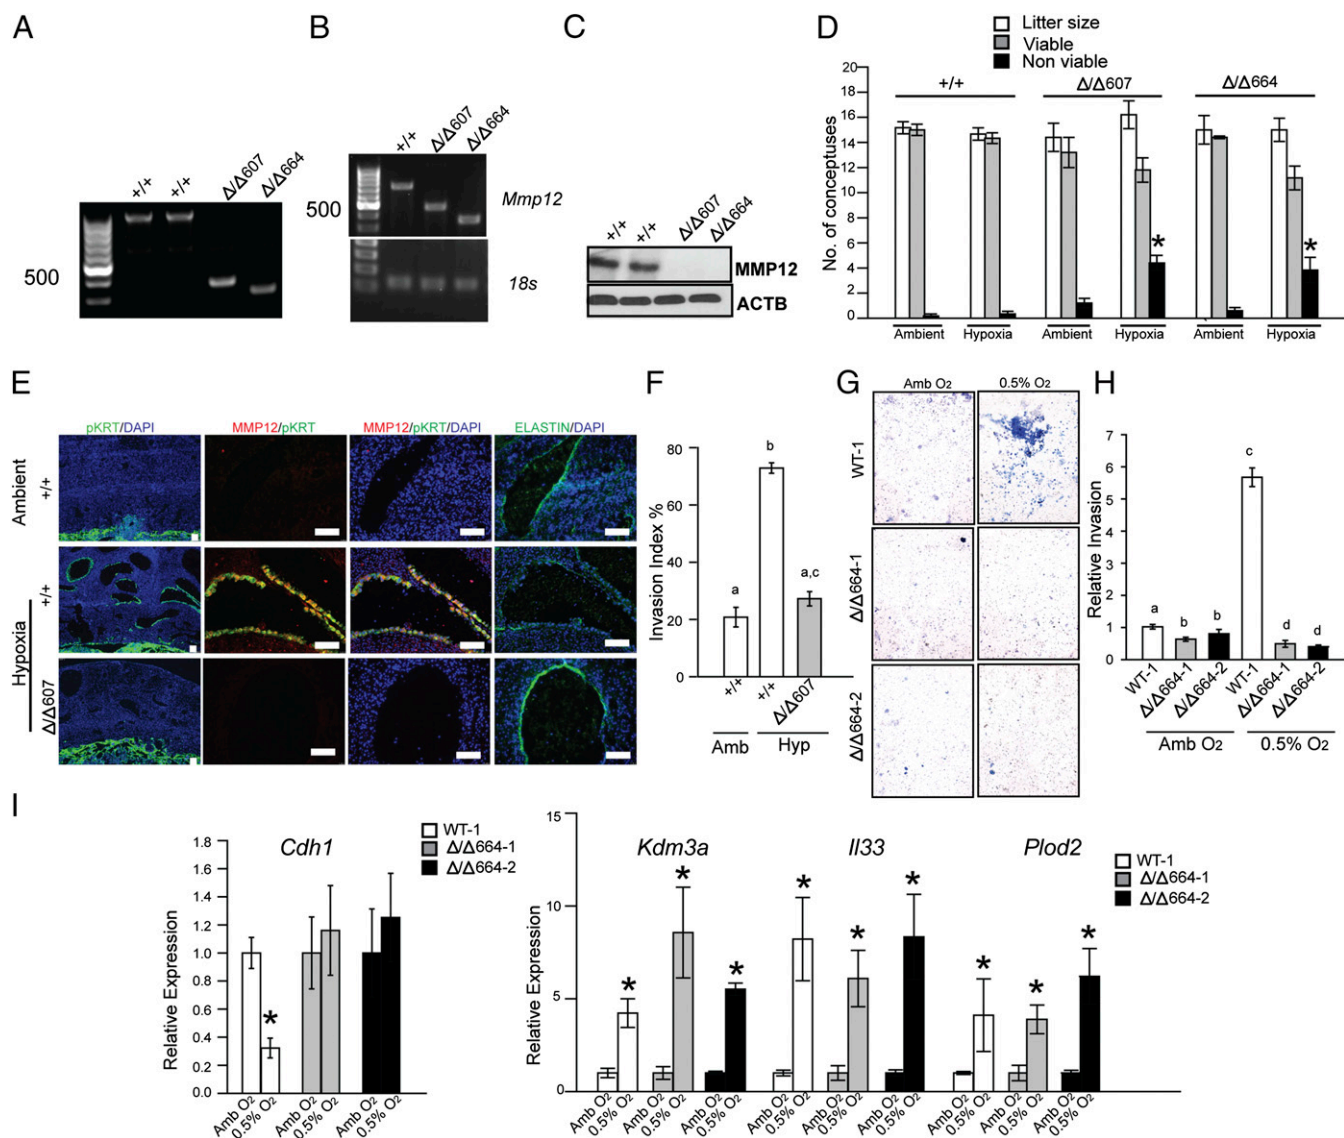 A
+/+
+/+
Δ/Δ607
Δ/Δ664
500
B
+/+
Δ/Δ607
Δ/Δ664
500
Mmp12
18s
C
+/+
+/+
Δ/Δ607
Δ/Δ664
MMP12
ACTB
D
Litter size
Viable
Non viable
No. of conceptuses
20
18
16
14
12
10
8
6
4
2
0
+/+
Δ/Δ607
Δ/Δ664
*
*
Ambient
Hypoxia
Ambient
Hypoxia
Ambient
Hypoxia
E
pKRT/DAPI
MMP12/pKRT
MMP12/pKRT/DAPI
ELASTIN/DAPI
Ambient
+/+
Hypoxia
+/+
Δ/Δ607
F
Invasion Index %
80
60
40
20
0
a
b
a,c
+/+
+/+
Δ/Δ607
Amb
Hyp
G
Amb O2
0.5% O2
WT-1
Δ/Δ664-1
Δ/Δ664-2
H
Relative Invasion
7
6
5
4
3
2
1
0
a
b
b
c
d
d
WT-1
Δ/Δ664-1
Δ/Δ664-2
WT-1
Δ/Δ664-1
Δ/Δ664-2
Amb O2
0.5% O2
I
Relative Expression
1.8
1.6
1.4
1.2
1.0
0.8
0.6
0.4
0.2
0.0
Cdh1
WT-1
Δ/Δ664-1
Δ/Δ664-2
*
Amb O2
0.5% O2
Amb O2
0.5% O2
Amb O2
0.5% O2
Relative Expression
15
10
5
0
Kdm3a
Il33
Plod2
WT-1
Δ/Δ664-1
Δ/Δ664-2
*
*
*
*
*
*
*
*
*
Amb O2
0.5% O2
Amb O2
0.5% O2
Amb O2
0.5% O2
Amb O2
0.5% O2
Amb O2
0.5% O2
Amb O2
0.5% O2
Amb O2
0.5% O2
Amb O2
0.5% O2
Amb O2
0.5% O2